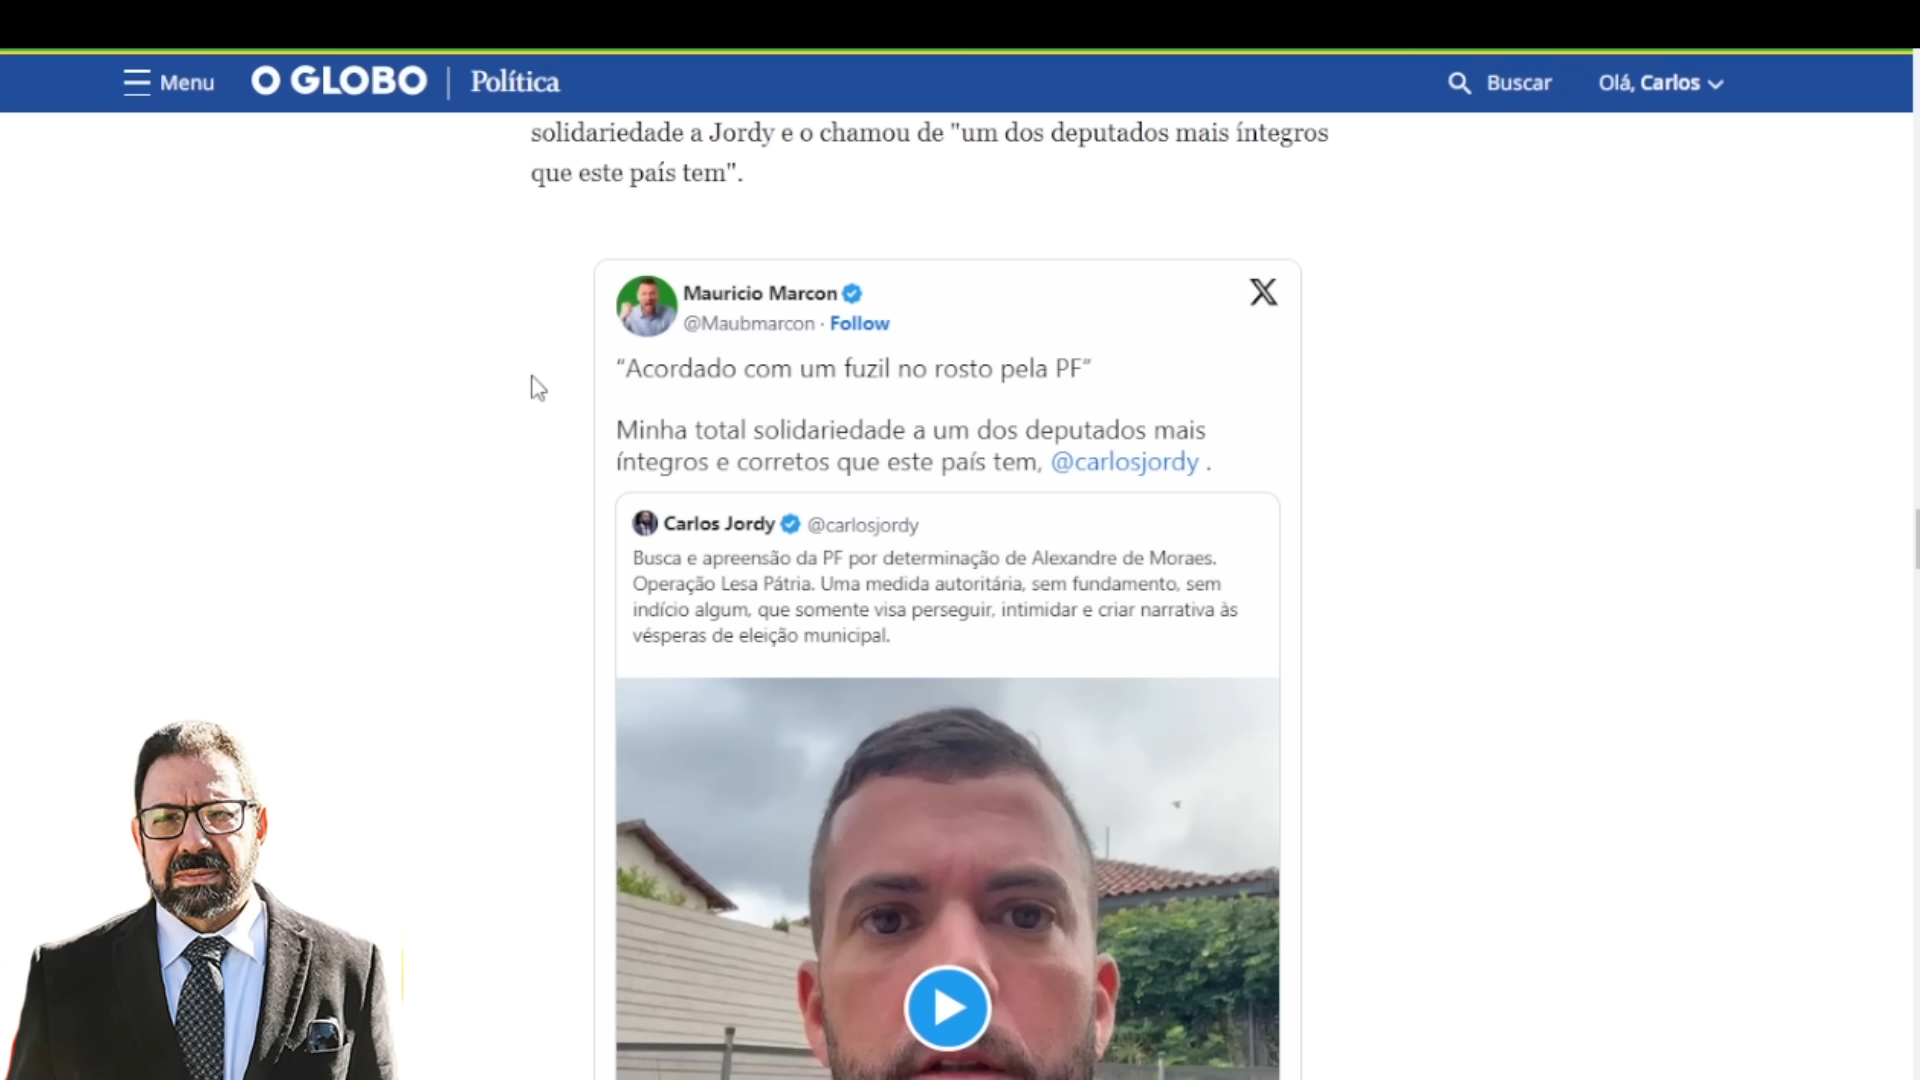 Menu
O GLOBO | Política
Buscar
Olá, Carlos
solidariedade a Jordy e o chamou de "um dos deputados mais íntegros
que este país tem".
Mauricio Marcon
@Maubmarcon · Follow
“Acordado com um fuzil no rosto pela PF”
Minha total solidariedade a um dos deputados mais
íntegros e corretos que este país tem, @carlosjordy .
Carlos Jordy @carlosjordy
Busca e apreensão da PF por determinação de Alexandre de Moraes.
Operação Lesa Pátria. Uma medida autoritária, sem fundamento, sem
indício algum, que somente visa perseguir, intimidar e criar narrativa às
vésperas de eleição municipal.